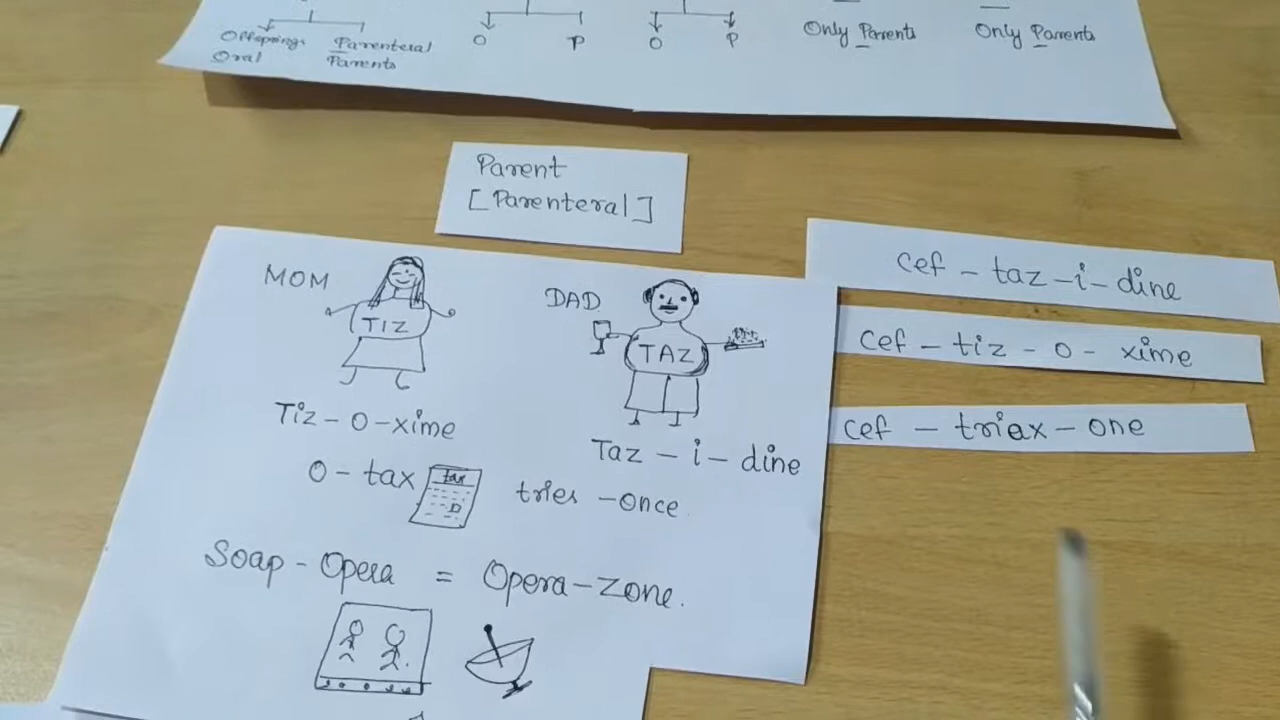 Offsprings Parenteral
Oral Parents
O P
O P
Only Parents
Only Parents
Parent
[Parenteral]
MOM
TIZ
DAD
TAZ
Tiz-o-xime
Taz-i-dine
O-tax
tax
tries-once
Soap-Opera = Opera-Zone.
cef-taz-i-dine
cef-tiz-o-xime
cef-triax-one